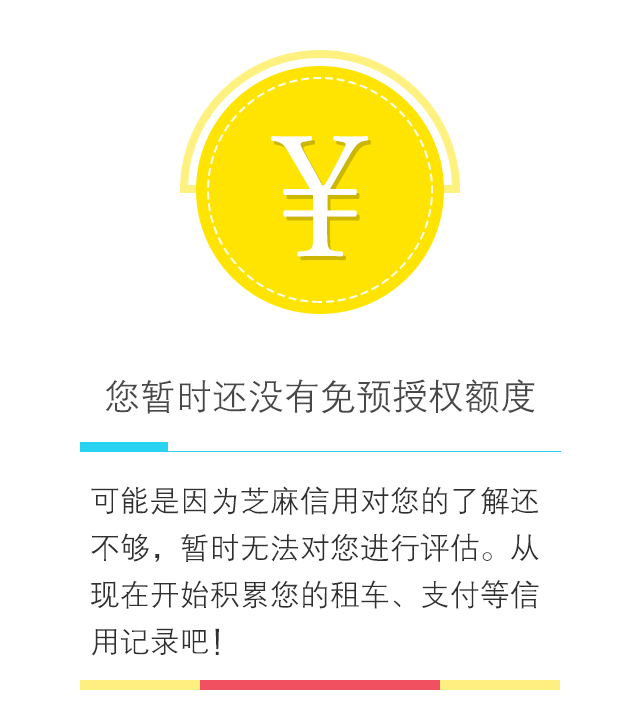 ¥
您暂时还没有免预授权额度
可能是因为芝麻信用对您的了解还
不够，暂时无法对您进行评估。从
现在开始积累您的租车、支付等信
用记录吧！